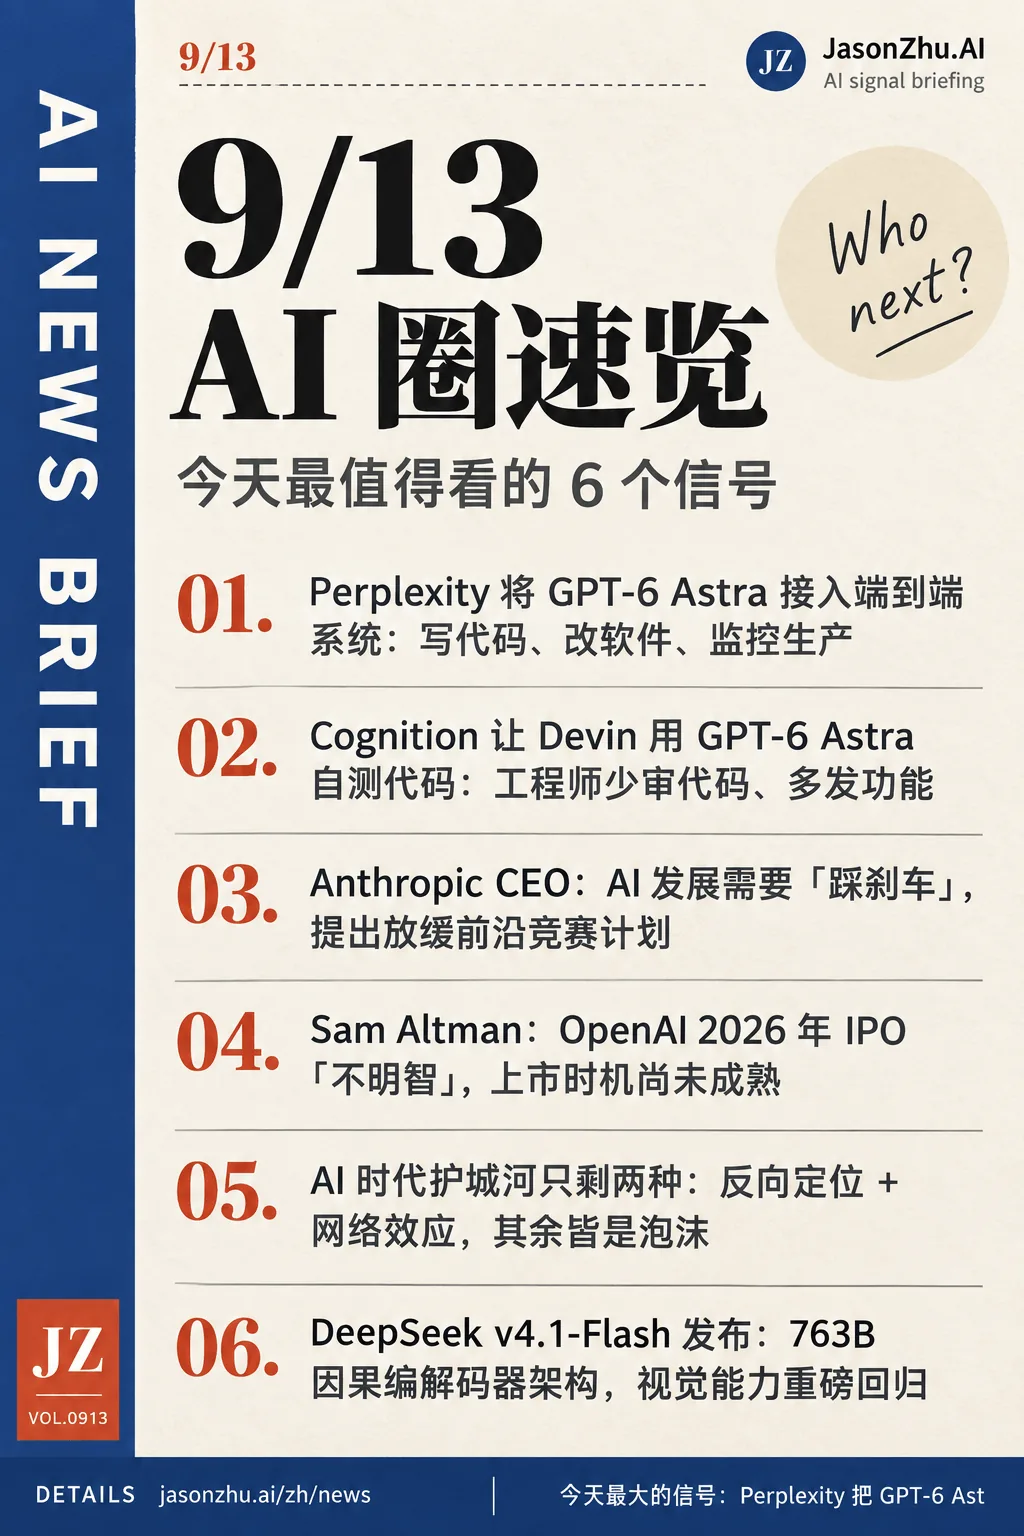 AI NEWS BRIEF
9/13
JZ
JasonZhu.AI
AI signal briefing
9/13
AI 圈速览
Who
next?
今天最值得看的 6 个信号
01.
Perplexity 将 GPT-6 Astra 接入端到端
系统：写代码、改软件、监控生产
02.
Cognition 让 Devin 用 GPT-6 Astra
自测代码：工程师少审代码、多发功能
03.
Anthropic CEO：AI 发展需要「踩刹车」，
提出放缓前沿竞赛计划
04.
Sam Altman：OpenAI 2026 年 IPO
「不明智」，上市时机尚未成熟
05.
AI 时代护城河只剩两种：反向定位 +
网络效应，其余皆是泡沫
06.
DeepSeek v4.1-Flash 发布：763B
因果编解码器架构，视觉能力重磅回归
JZ
VOL.0913
DETAILS jasonzhu.ai/zh/news
今天最大的信号：Perplexity 把 GPT-6 Ast